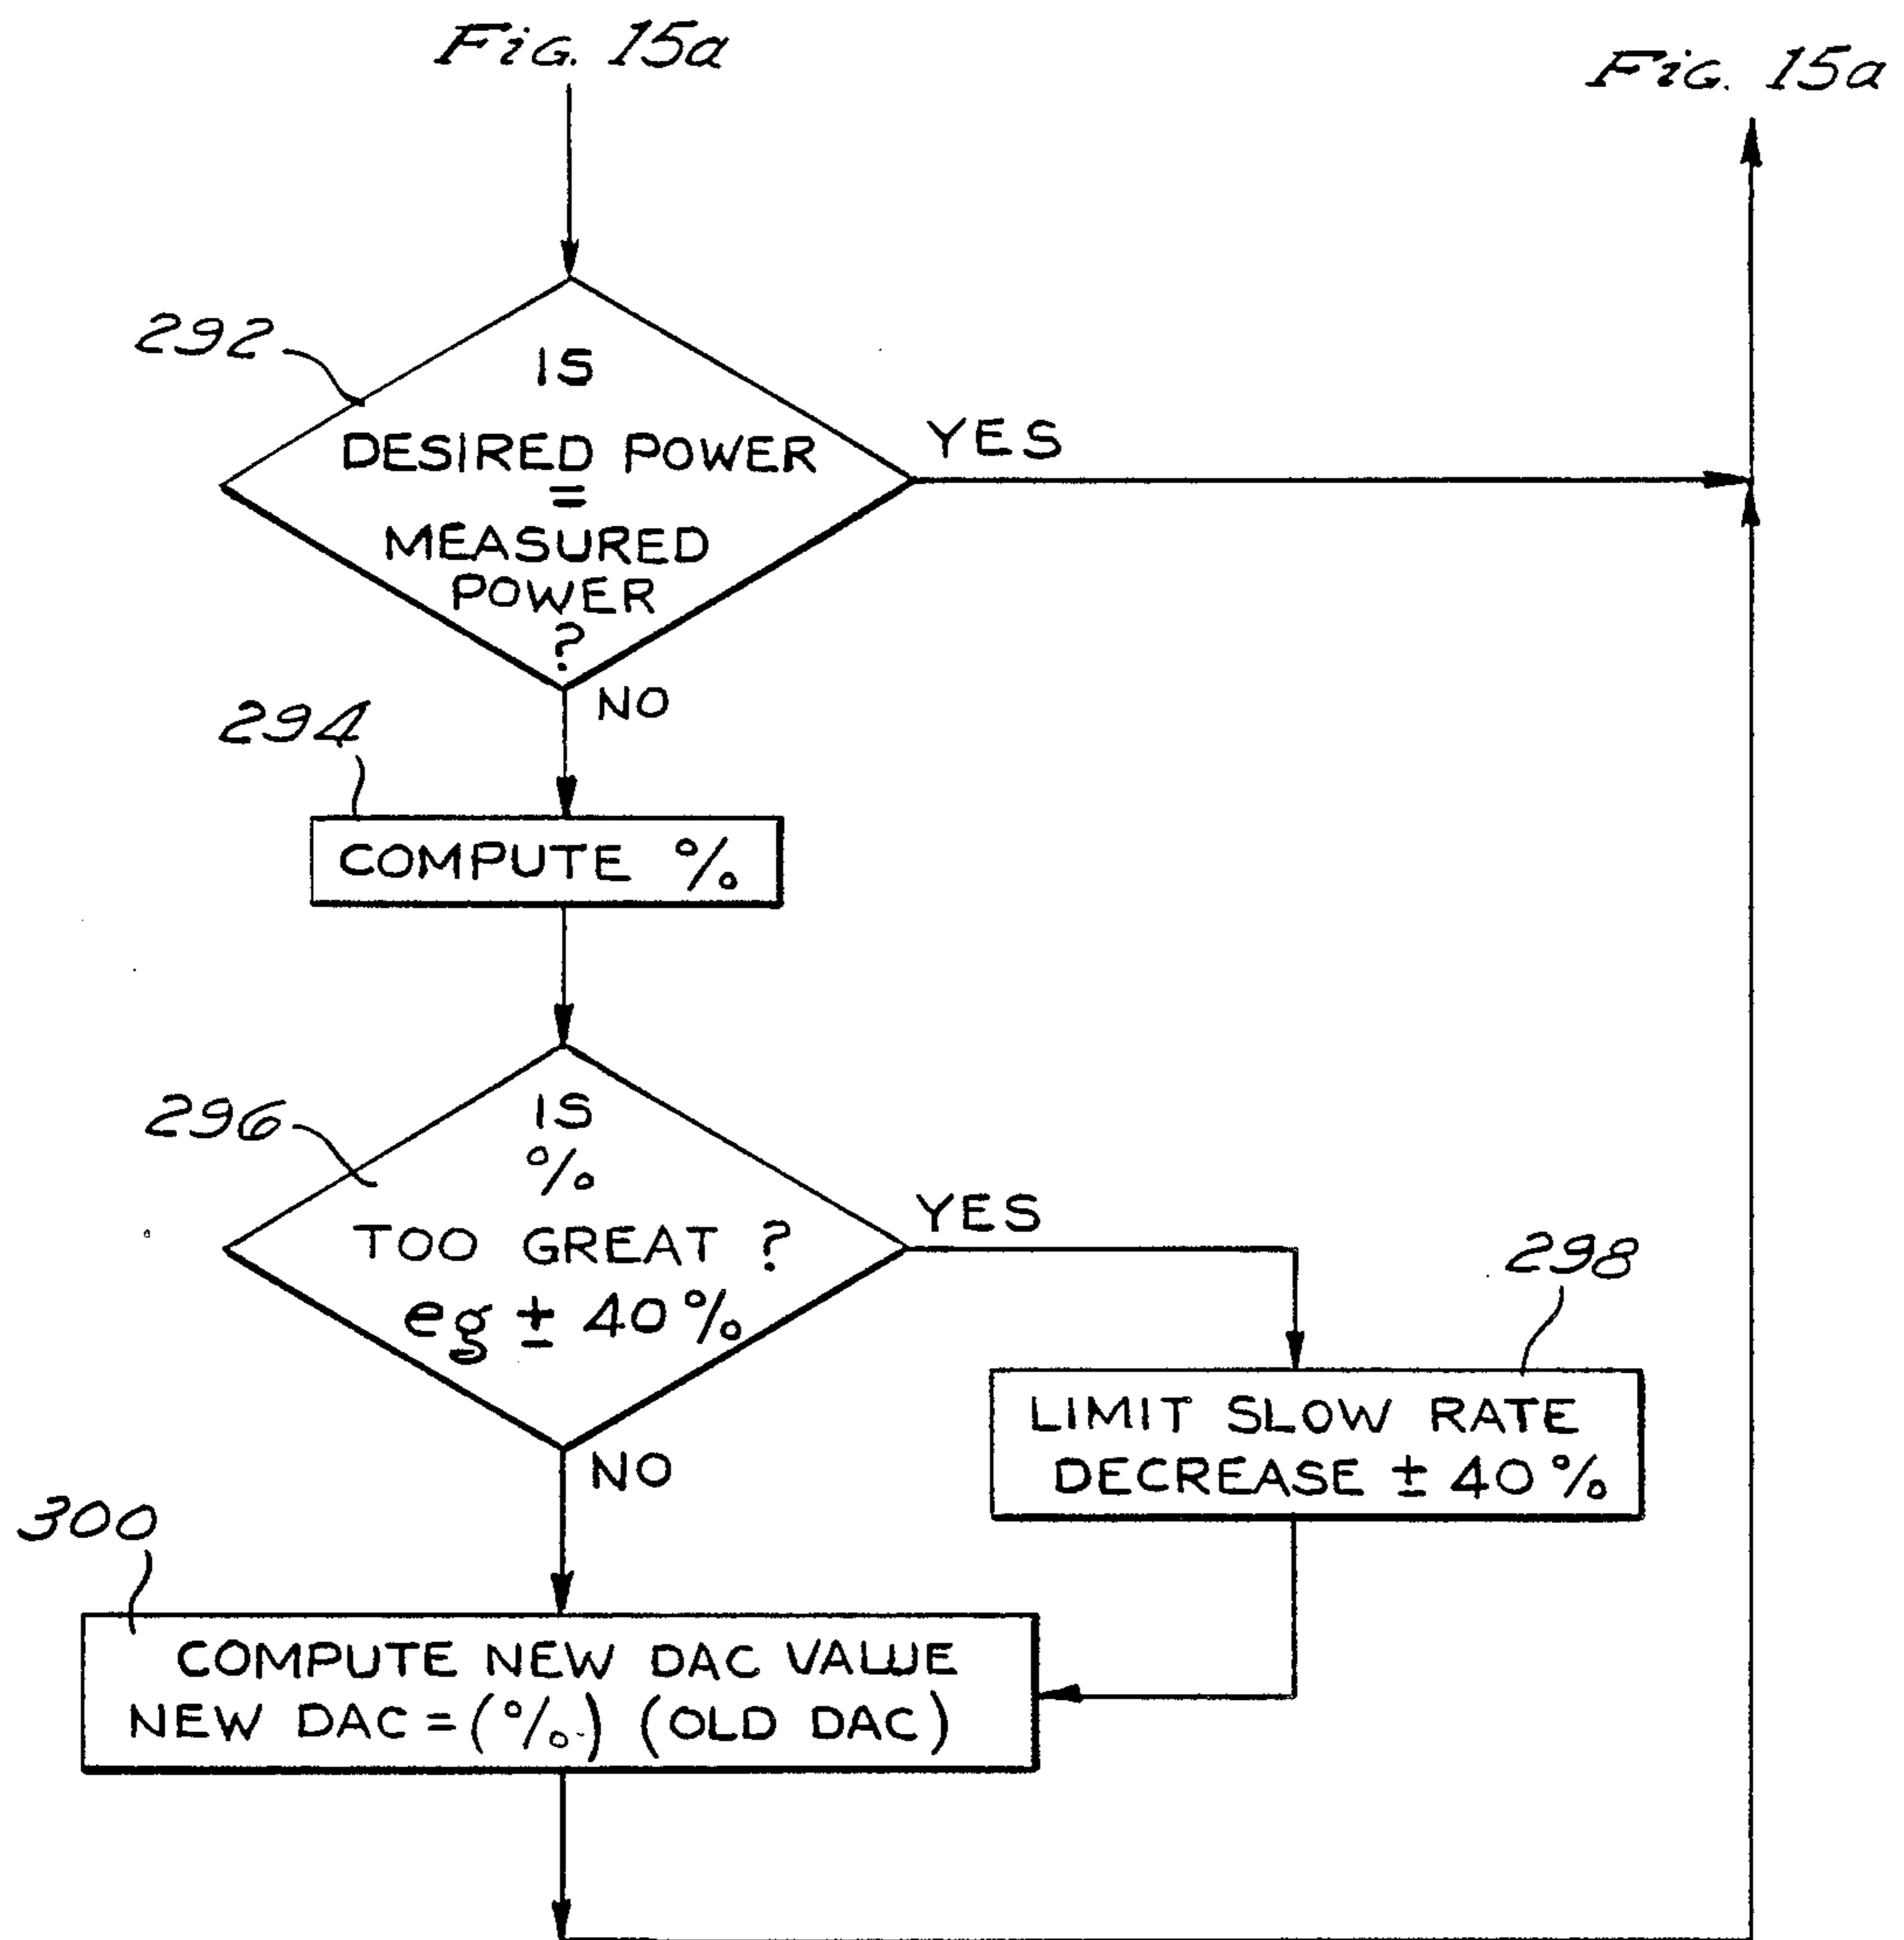 Fig. 15a
Fig. 15a
292
IS
DESIRED POWER
=
MEASURED
POWER
?
YES
NO
294
COMPUTE %
296
IS
%
TOO GREAT ?
eg ± 40%
YES
298
LIMIT SLOW RATE
DECREASE ± 40%
NO
300
COMPUTE NEW DAC VALUE
NEW DAC = (%) (OLD DAC)